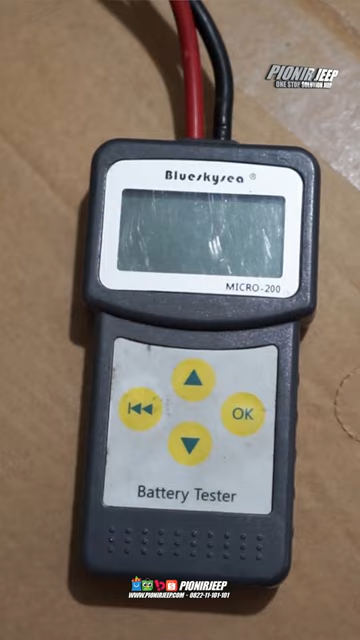 PIONIRJEEP
ONE STOP SOLUTION JEEP
Blueskysea ®
MICRO-200
OK
Battery Tester
PIONIRJEEP
WWW.PIONIRJEEP.COM - 0822-11-101-101